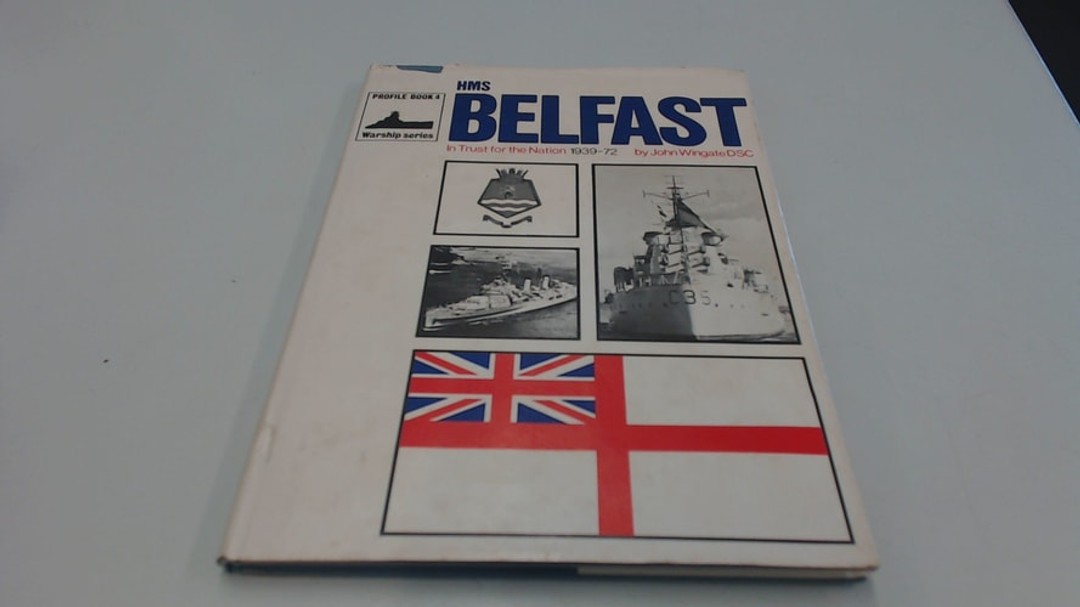 PROFILE BOOK 4
Warship series
HMS
BELFAST
In Trust for the Nation 1939-72 by John Wingate DSC
C35